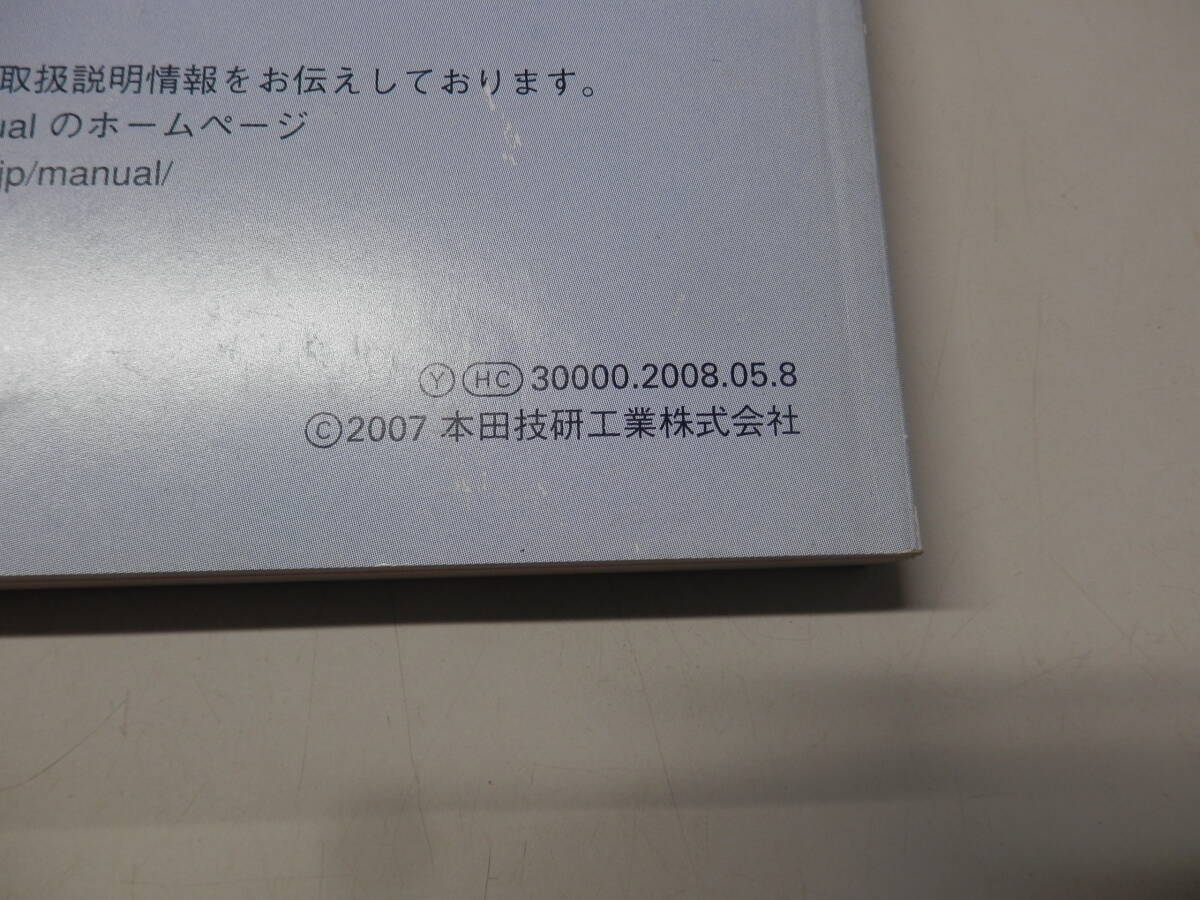 取扱説明情報をお伝えしております。
ual のホームページ
jp/manual/
Ⓨ HC 30000.2008.05.8
©2007 本田技研工業株式会社